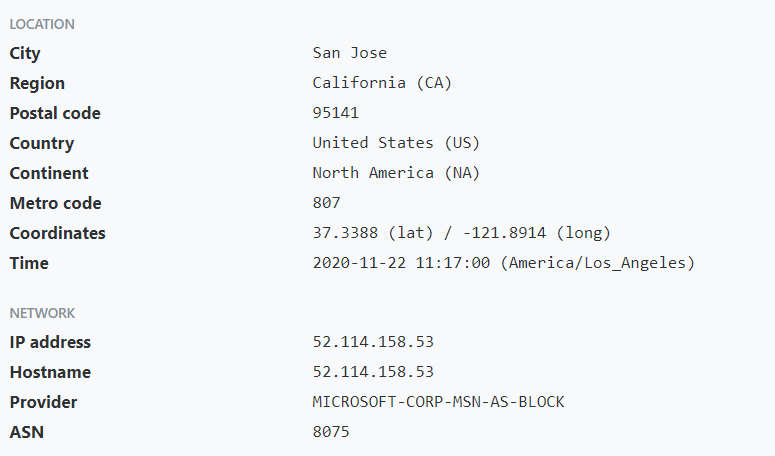 LOCATION
City San Jose
Region California (CA)
Postal code 95141
Country United States (US)
Continent North America (NA)
Metro code 807
Coordinates 37.3388 (lat) / -121.8914 (long)
Time 2020-11-22 11:17:00 (America/Los_Angeles)
NETWORK
IP address 52.114.158.53
Hostname 52.114.158.53
Provider MICROSOFT-CORP-MSN-AS-BLOCK
ASN 8075